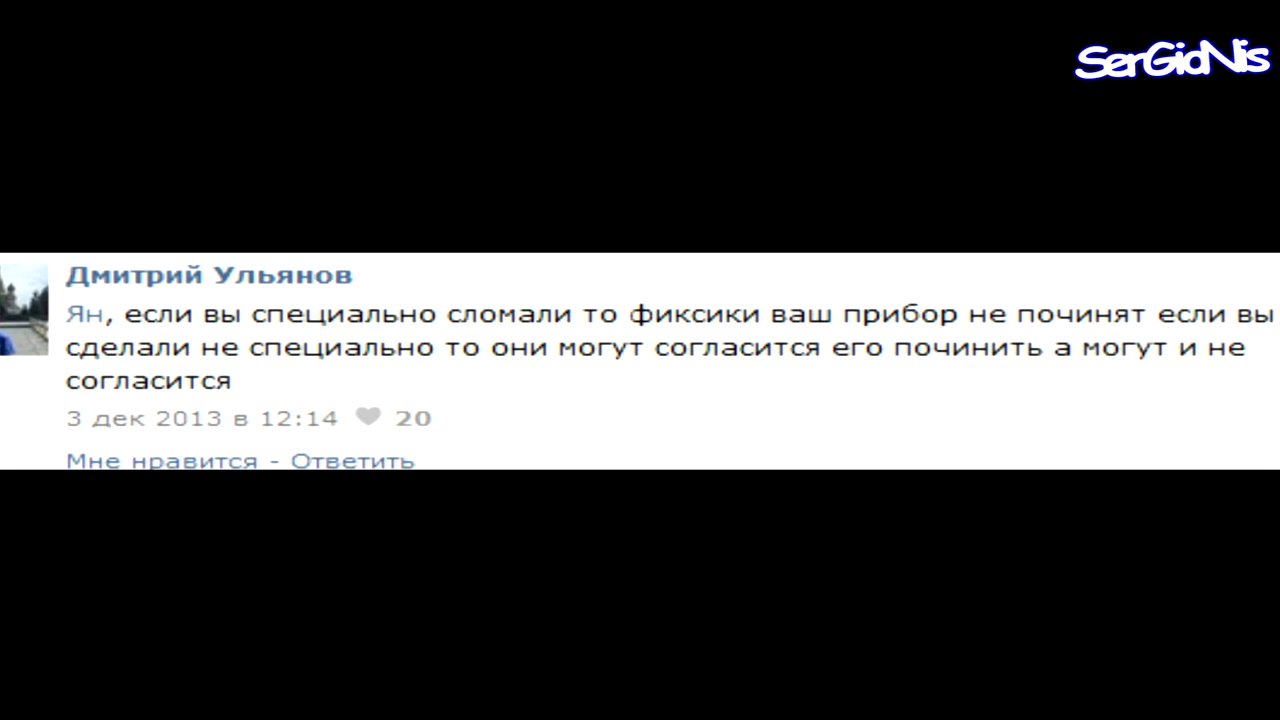 SerGidNis
Дмитрий Ульянов
Ян, если вы специально сломали то фиксики ваш прибор не починят если вы
сделали не специально то они могут согласится его починить а могут и не
согласится
3 дек 2013 в 12:14 20
Мне нравится - Ответить